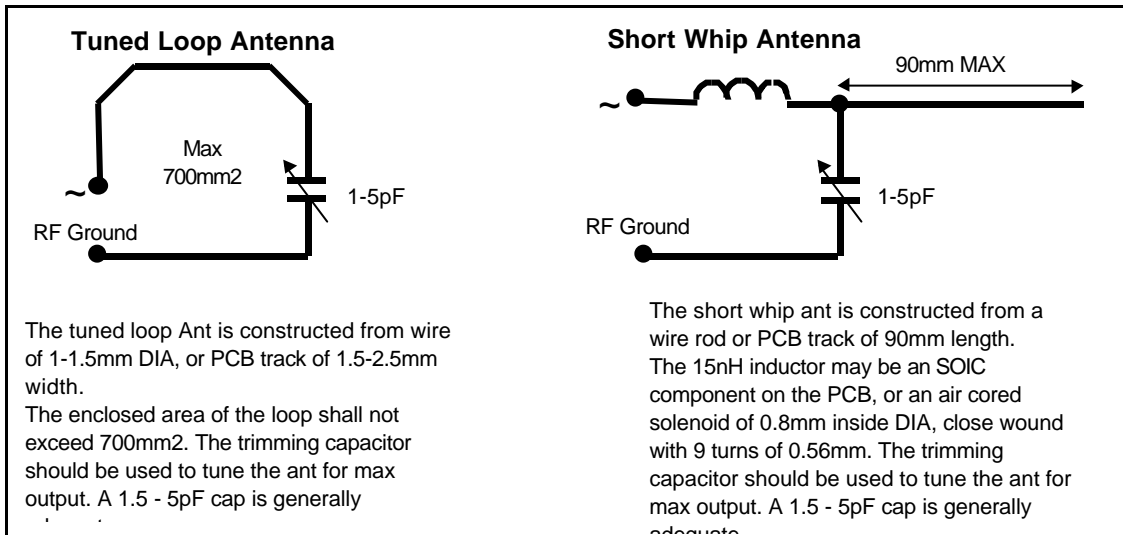 Tuned Loop Antenna
Max
700mm2
~
1-5pF
RF Ground
The tuned loop Ant is constructed from wire
of 1-1.5mm DIA, or PCB track of 1.5-2.5mm
width.
The enclosed area of the loop shall not
exceed 700mm2. The trimming capacitor
should be used to tune the ant for max
output. A 1.5 - 5pF cap is generally
Short Whip Antenna
90mm MAX
~
1-5pF
RF Ground
The short whip ant is constructed from a
wire rod or PCB track of 90mm length.
The 15nH inductor may be an SOIC
component on the PCB, or an air cored
solenoid of 0.8mm inside DIA, close wound
with 9 turns of 0.56mm. The trimming
capacitor should be used to tune the ant for
max output. A 1.5 - 5pF cap is generally
adequate